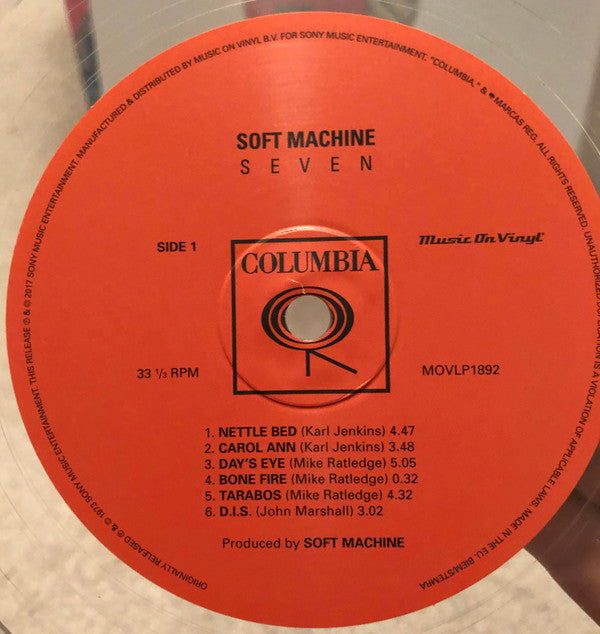 SOFT MACHINE
SEVEN
SIDE 1
Music On Vinyl
COLUMBIA
33 1/3 RPM
MOVLP1892
1. NETTLE BED (Karl Jenkins) 4.47
2. CAROL ANN (Karl Jenkins) 3.48
3. DAY'S EYE (Mike Ratledge) 5.05
4. BONE FIRE (Mike Ratledge) 0.32
5. TARABOS (Mike Ratledge) 4.32
6. D.I.S. (John Marshall) 3.02
Produced by SOFT MACHINE
ORIGINALLY RELEASED ℗ & © 1973 SONY MUSIC ENTERTAINMENT. THIS RELEASE ℗ & © 2017 SONY MUSIC ENTERTAINMENT. MANUFACTURED & DISTRIBUTED BY MUSIC ON VINYL B.V. FOR SONY MUSIC ENTERTAINMENT. "COLUMBIA," & MARCAS REG. ALL RIGHTS RESERVED. UNAUTHORIZED DUPLICATION IS A VIOLATION OF APPLICABLE LAWS. MADE IN THE EU. BIEM/STEMRA